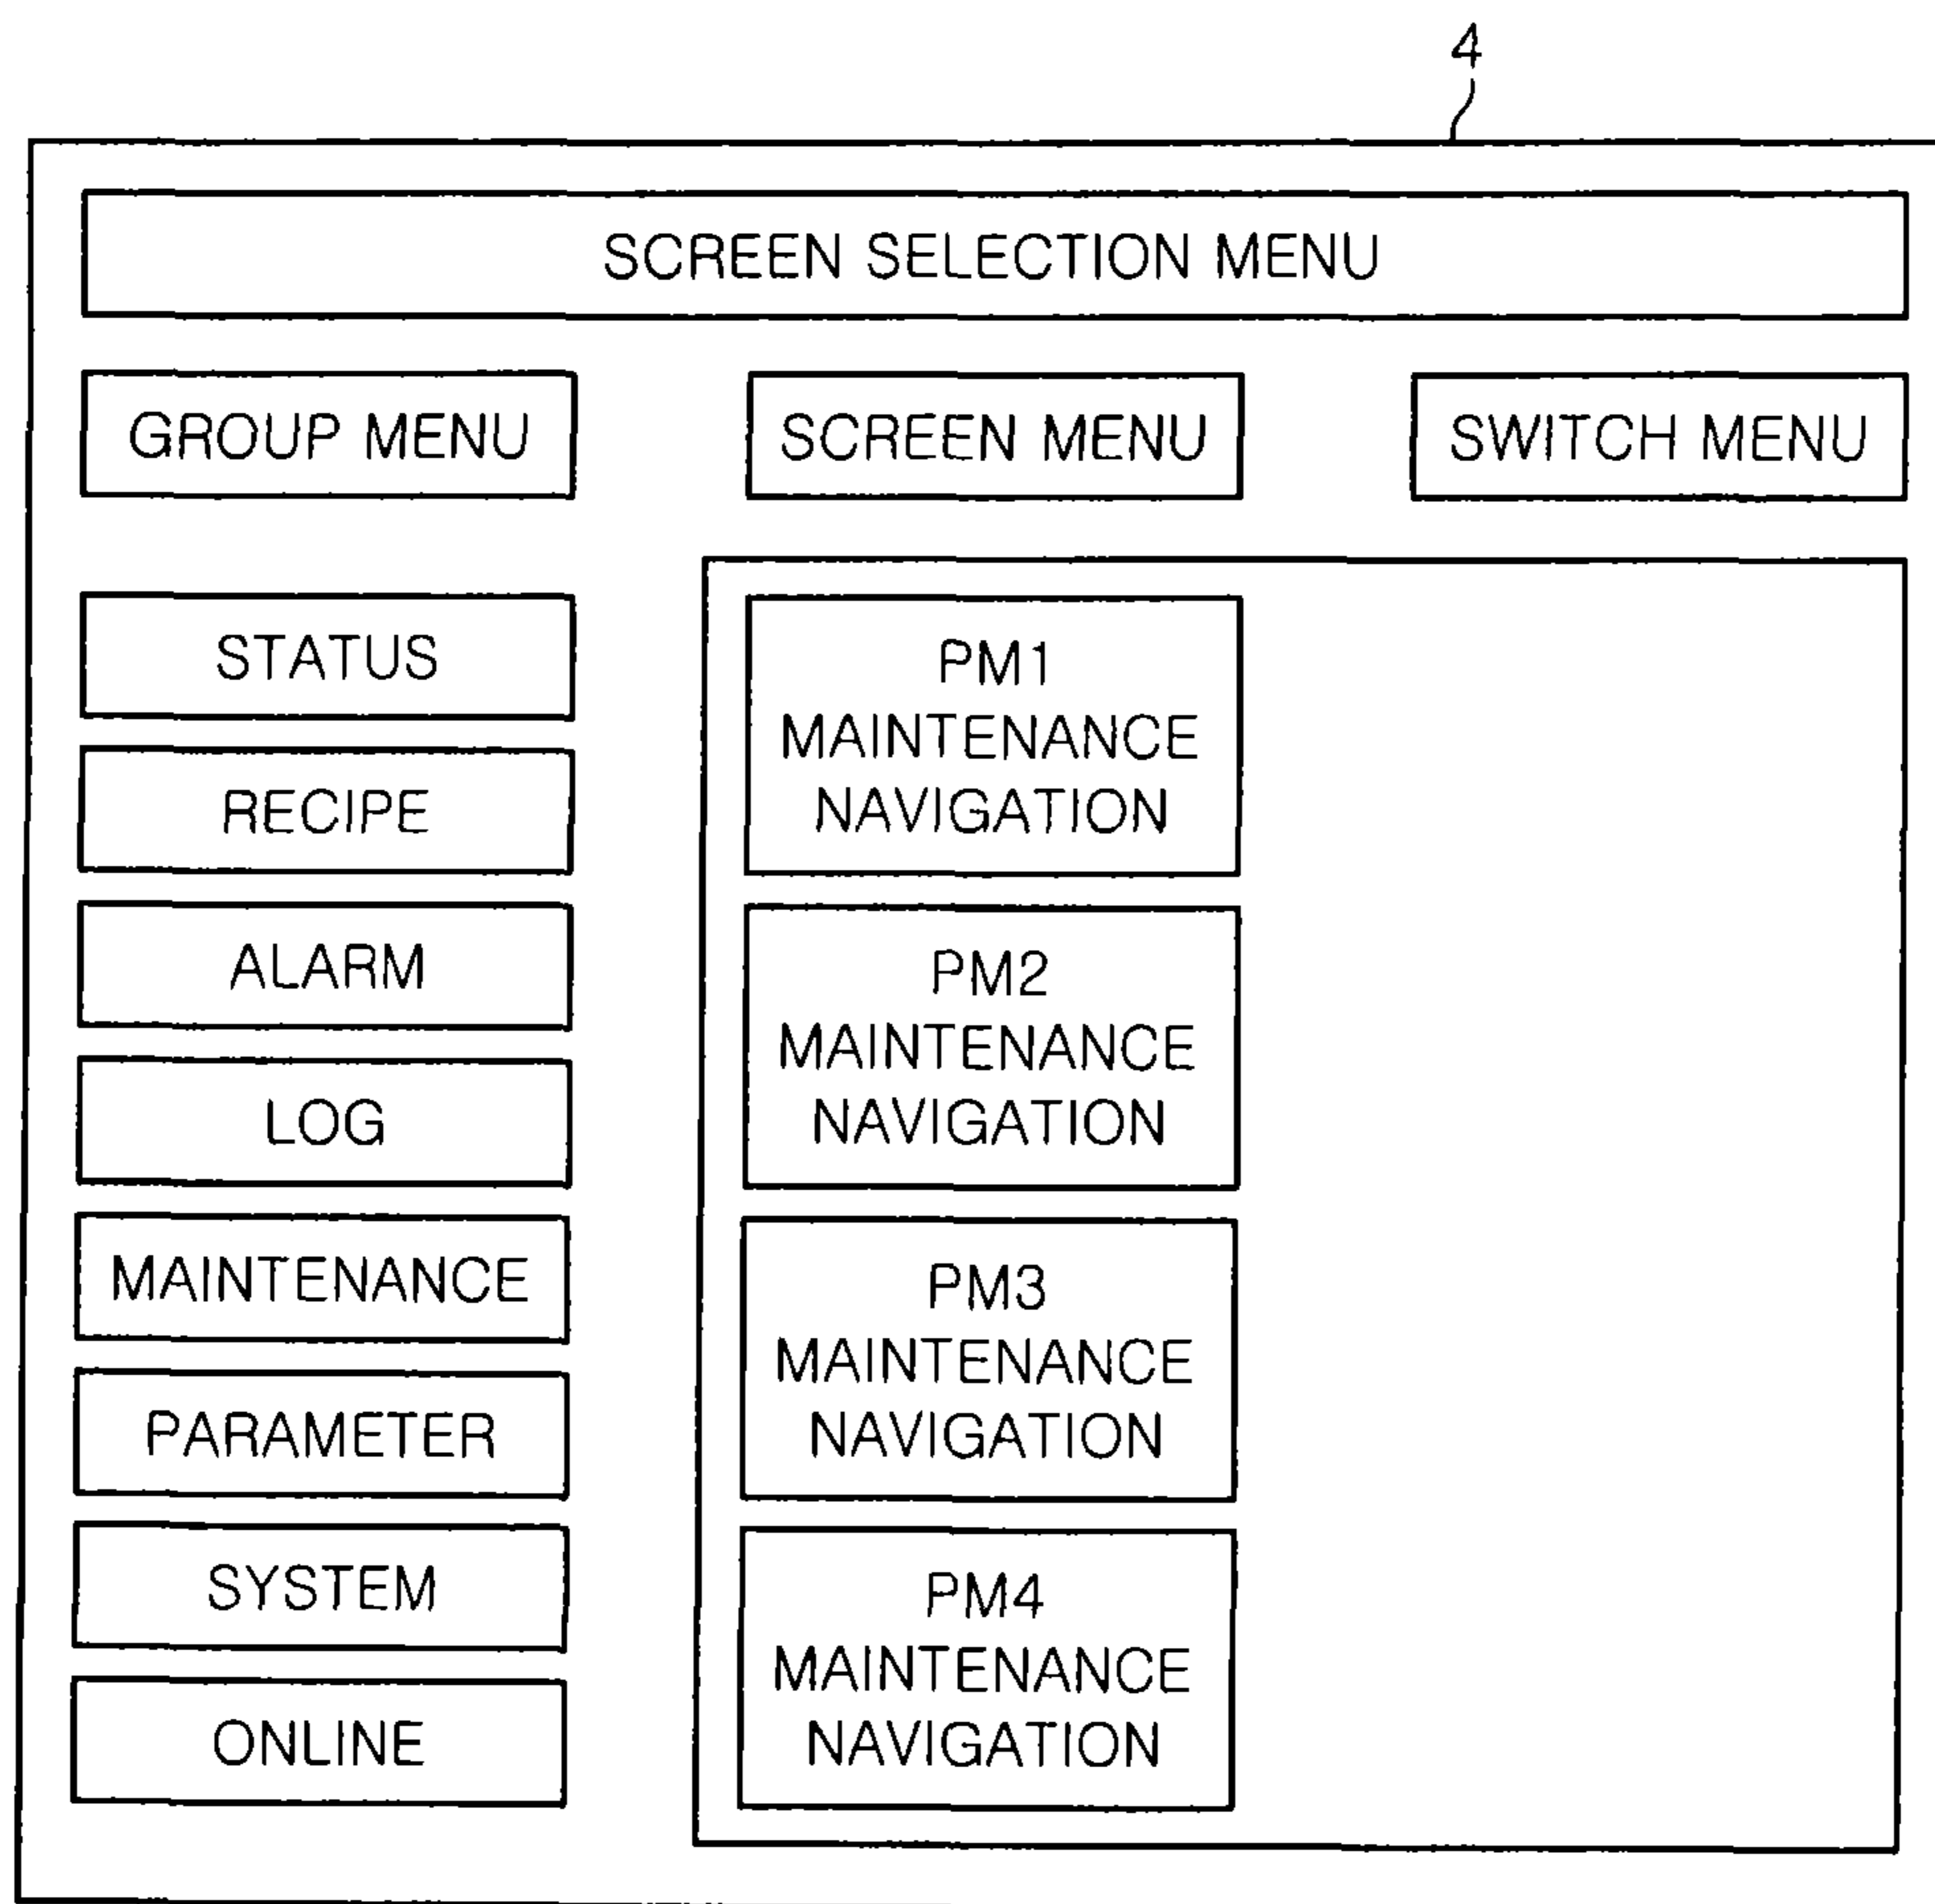 4
SCREEN SELECTION MENU
GROUP MENU
SCREEN MENU
SWITCH MENU
STATUS
RECIPE
ALARM
LOG
MAINTENANCE
PARAMETER
SYSTEM
ONLINE
PM1
MAINTENANCE
NAVIGATION
PM2
MAINTENANCE
NAVIGATION
PM3
MAINTENANCE
NAVIGATION
PM4
MAINTENANCE
NAVIGATION